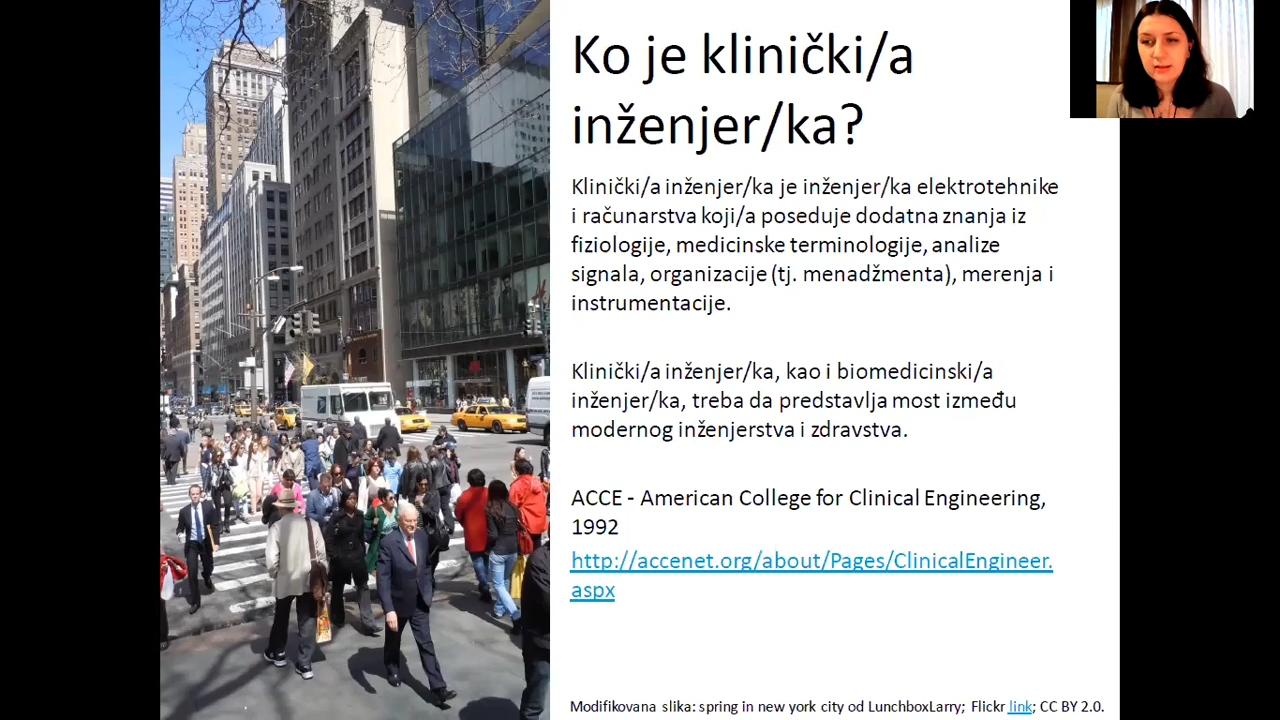 Ko je klinički/a
inženjer/ka?
Klinički/a inženjer/ka je inženjer/ka elektrotehnike
i računarstva koji/a poseduje dodatna znanja iz
fiziologije, medicinske terminologije, analize
signala, organizacije (tj. menadžmenta), merenja i
instrumentacije.
Klinički/a inženjer/ka, kao i biomedicinski/a
inženjer/ka, treba da predstavlja most između
modernog inženjerstva i zdravstva.
ACCE - American College for Clinical Engineering,
1992
http://accenet.org/about/Pages/ClinicalEngineer.
aspx
Modifikovana slika: spring in new york city od LunchboxLarry; Flickr link; CC BY 2.0.